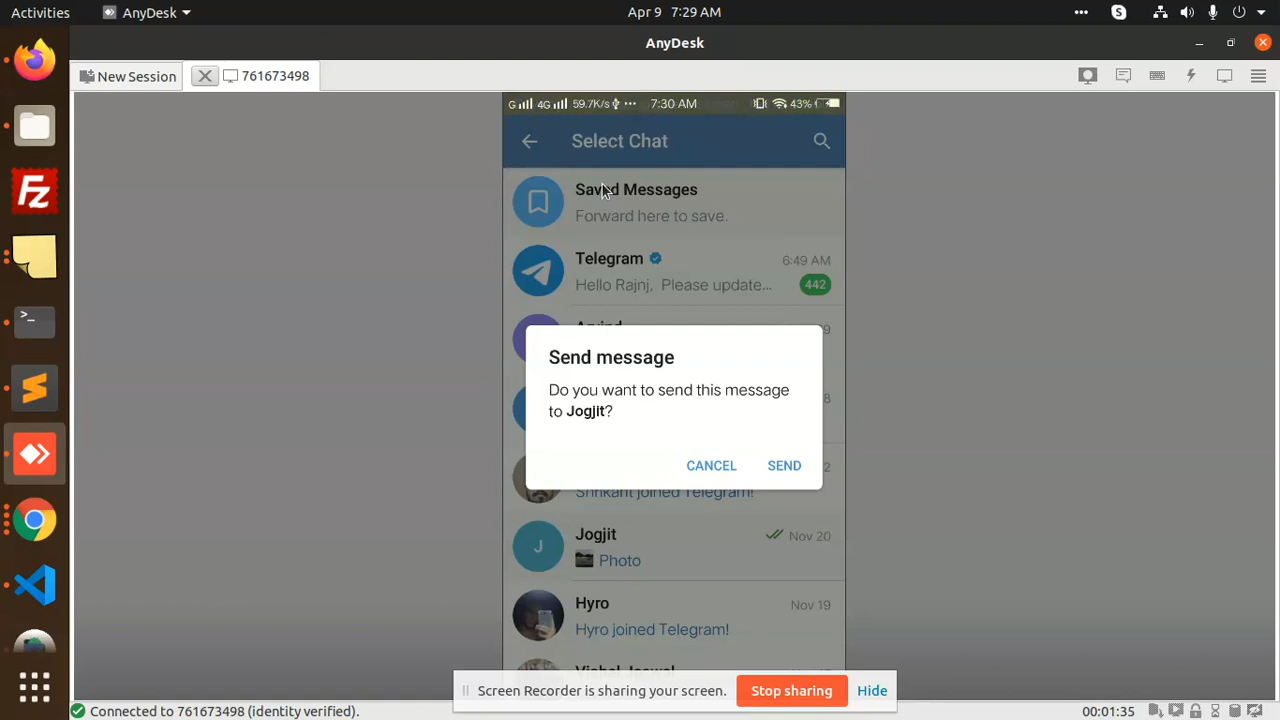 Activities
AnyDesk
Apr 9 7:29 AM
AnyDesk
New Session
761673498
G 4G 59.7K/s 7:30 AM 43%
Select Chat
Saved Messages
Forward here to save.
Telegram
6:49 AM
Hello Rajnj, Please update...
442
Send message
Do you want to send this message
to Jogjit?
CANCEL
SEND
Shrikant joined Telegram!
Jogjit
Nov 20
J
Photo
Hyro
Nov 19
Hyro joined Telegram!
Screen Recorder is sharing your screen.
Stop sharing
Hide
Connected to 761673498 (identity verified).
00:01:35